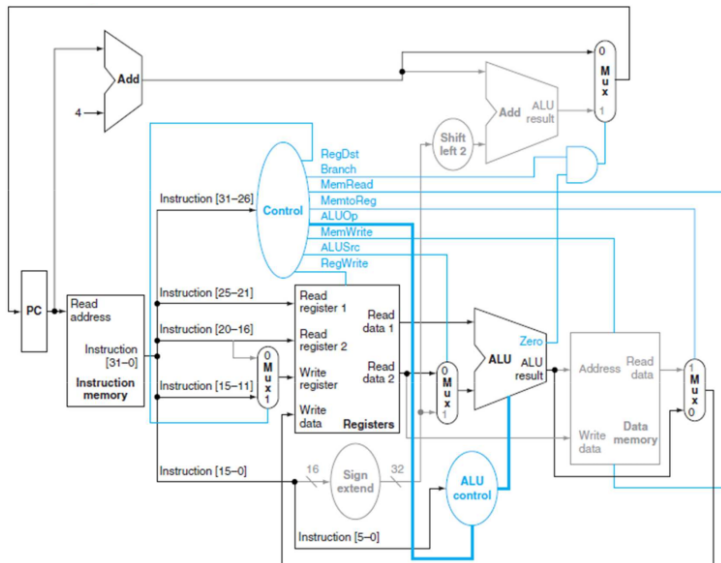 Add
4
0
M
u
x
1
Add
ALU
result
Shift
left 2
RegDst
Branch
MemRead
MemtoReg
ALUOp
MemWrite
ALUSrc
RegWrite
Control
Instruction [31–26]
Instruction [25–21]
Instruction [20–16]
Instruction [15–11]
Instruction [15–0]
Instruction [5–0]
PC
Read
address
Instruction
[31–0]
Instruction
memory
0
M
u
x
1
Read
register 1
Read
register 2
Write
register
Write
data
Read
data 1
Read
data 2
Registers
0
M
u
x
1
Zero
ALU
ALU
result
Address
Read
data
Write
data
Data
memory
1
M
u
x
0
16
Sign
extend
32
ALU
control